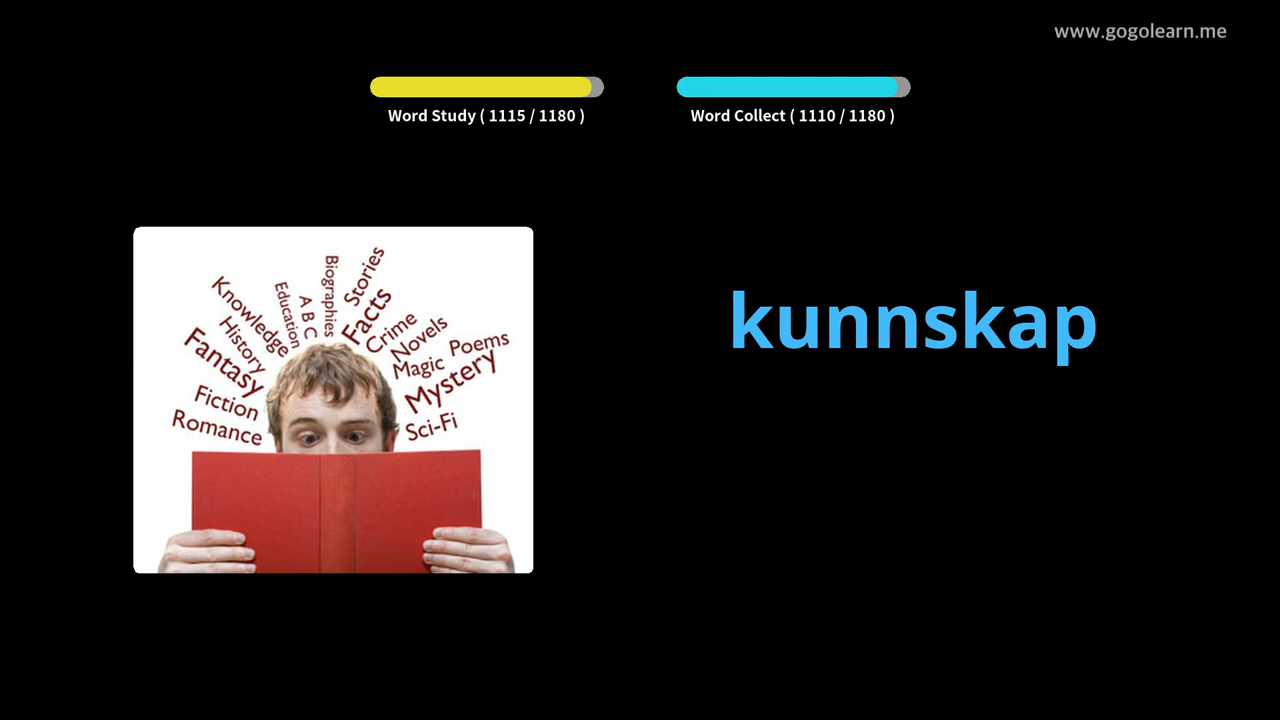 www.gogolearn.me
Word Study ( 1115 / 1180 )
Word Collect ( 1110 / 1180 )
kunnskap
Knowledge
Education
A B C
Biographies
Stories
Facts
History
Crime
Novels
Fantasy
Magic
Poems
Mystery
Fiction
Romance
Sci-Fi